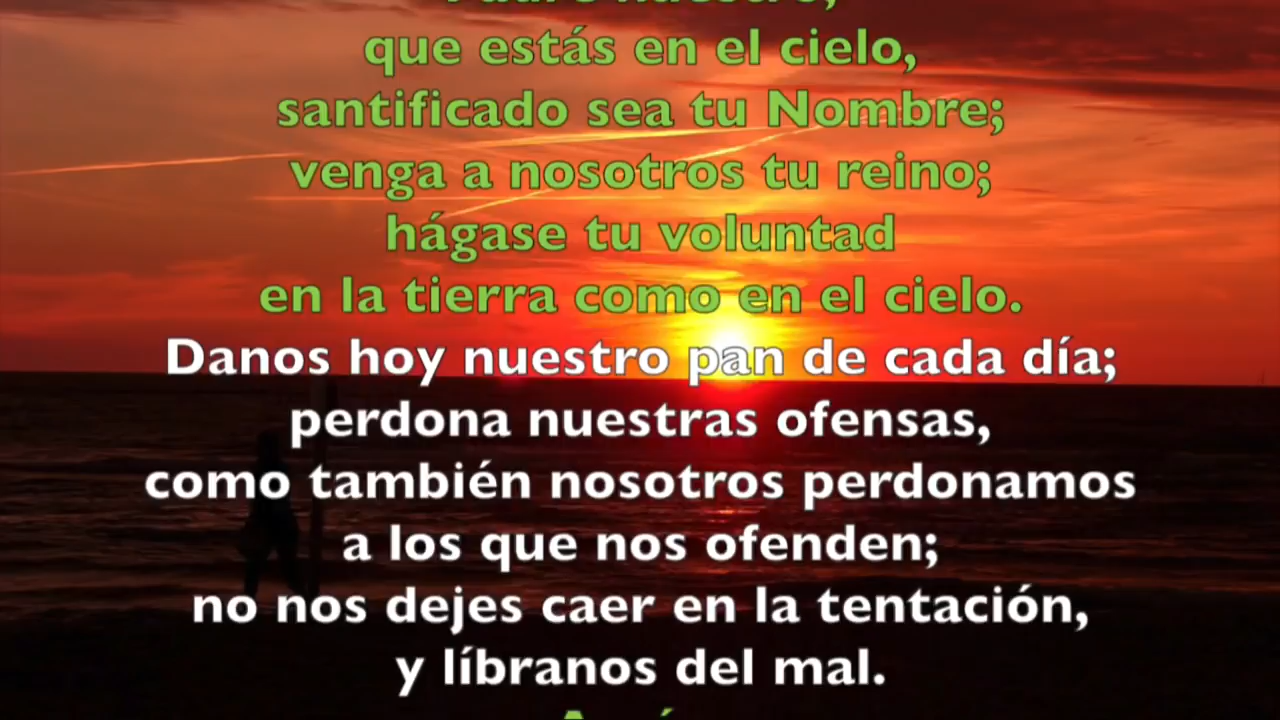 que estás en el cielo,
santificado sea tu Nombre;
venga a nosotros tu reino;
hágase tu voluntad
en la tierra como en el cielo.
Danos hoy nuestro pan de cada día;
perdona nuestras ofensas,
como también nosotros perdonamos
a los que nos ofenden;
no nos dejes caer en la tentación,
y líbranos del mal.